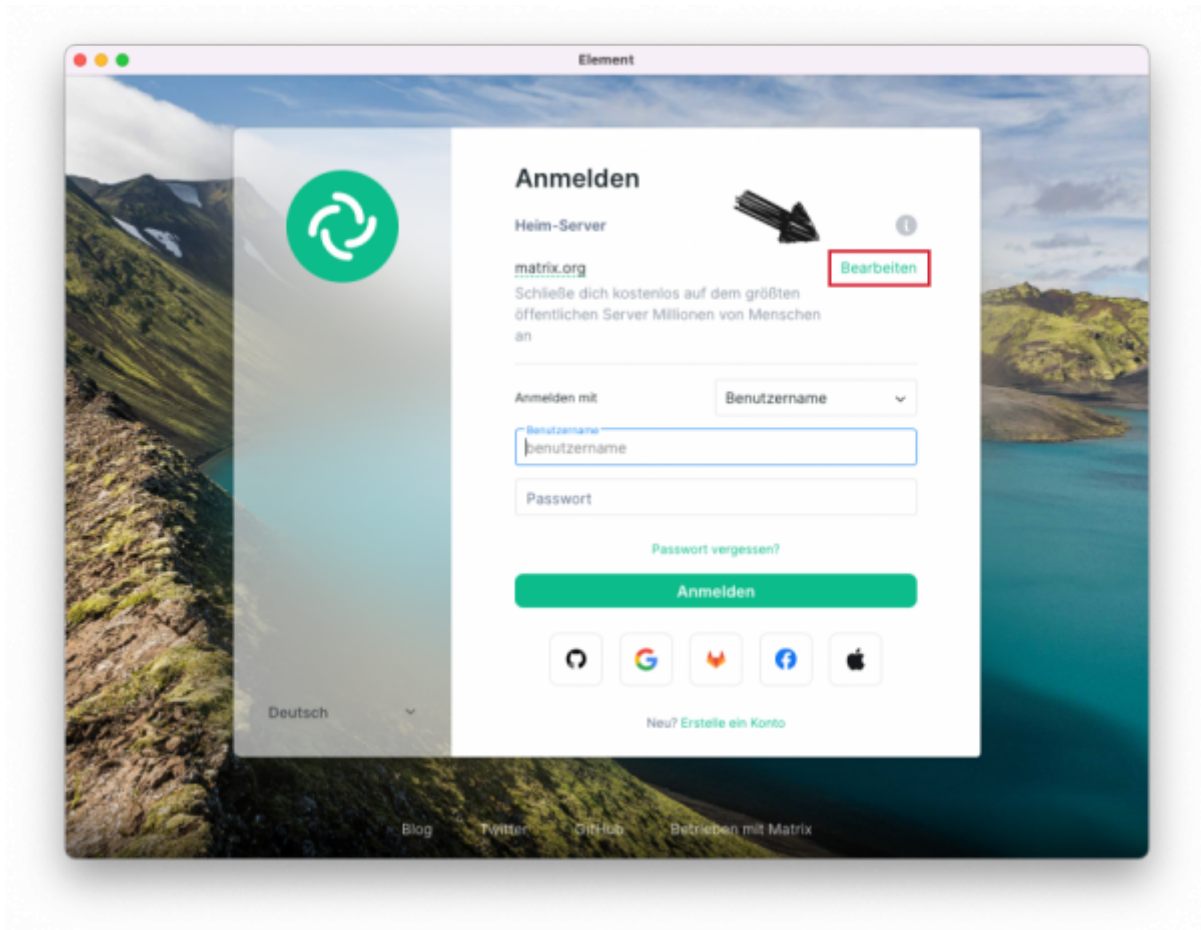 Element
Anmelden
Heim-Server
matrix.org
Bearbeiten
Schließe dich kostenlos auf dem größten
öffentlichen Server Millionen von Menschen
an
Anmelden mit
Benutzername
Benutzername
benutzername
Passwort
Passwort vergessen?
Anmelden
Neu? Erstelle ein Konto
Deutsch
Blog
Twitter
GitHub
Betrieben mit Matrix